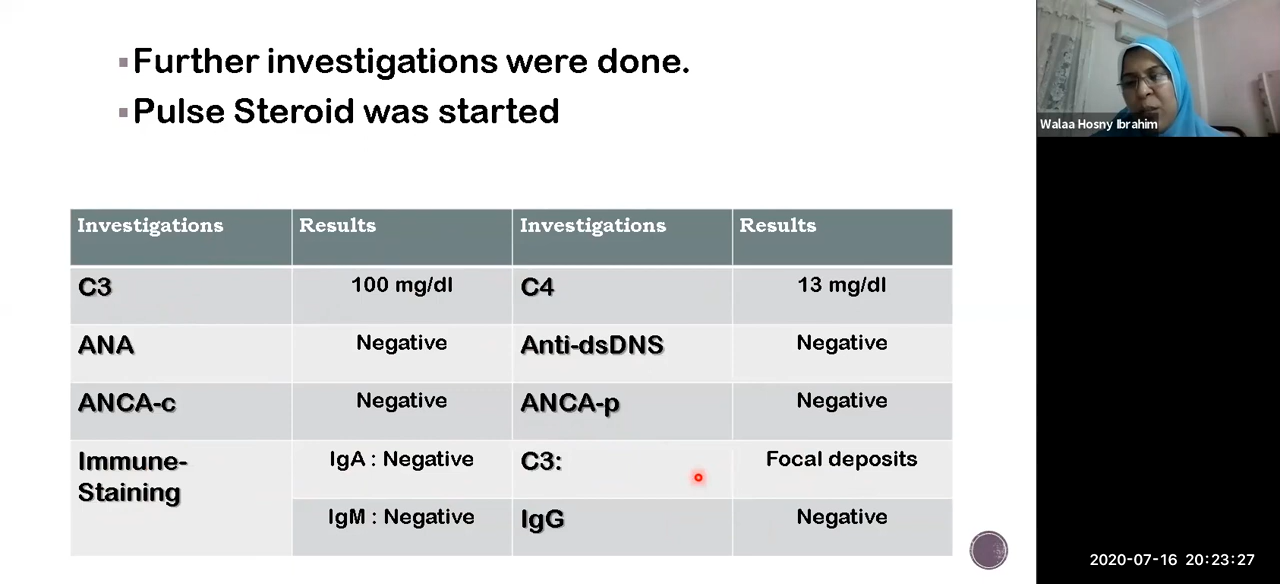 Further investigations were done.
Pulse Steroid was started
Walaa Hosny Ibrahim
Investigations Results Investigations Results
C3 100 mg/dl C4 13 mg/dl
ANA Negative Anti-dsDNS Negative
ANCA-c Negative ANCA-p Negative
Immune-
Staining
IgA : Negative C3: Focal deposits
IgM : Negative IgG Negative
2020-07-16 20:23:27